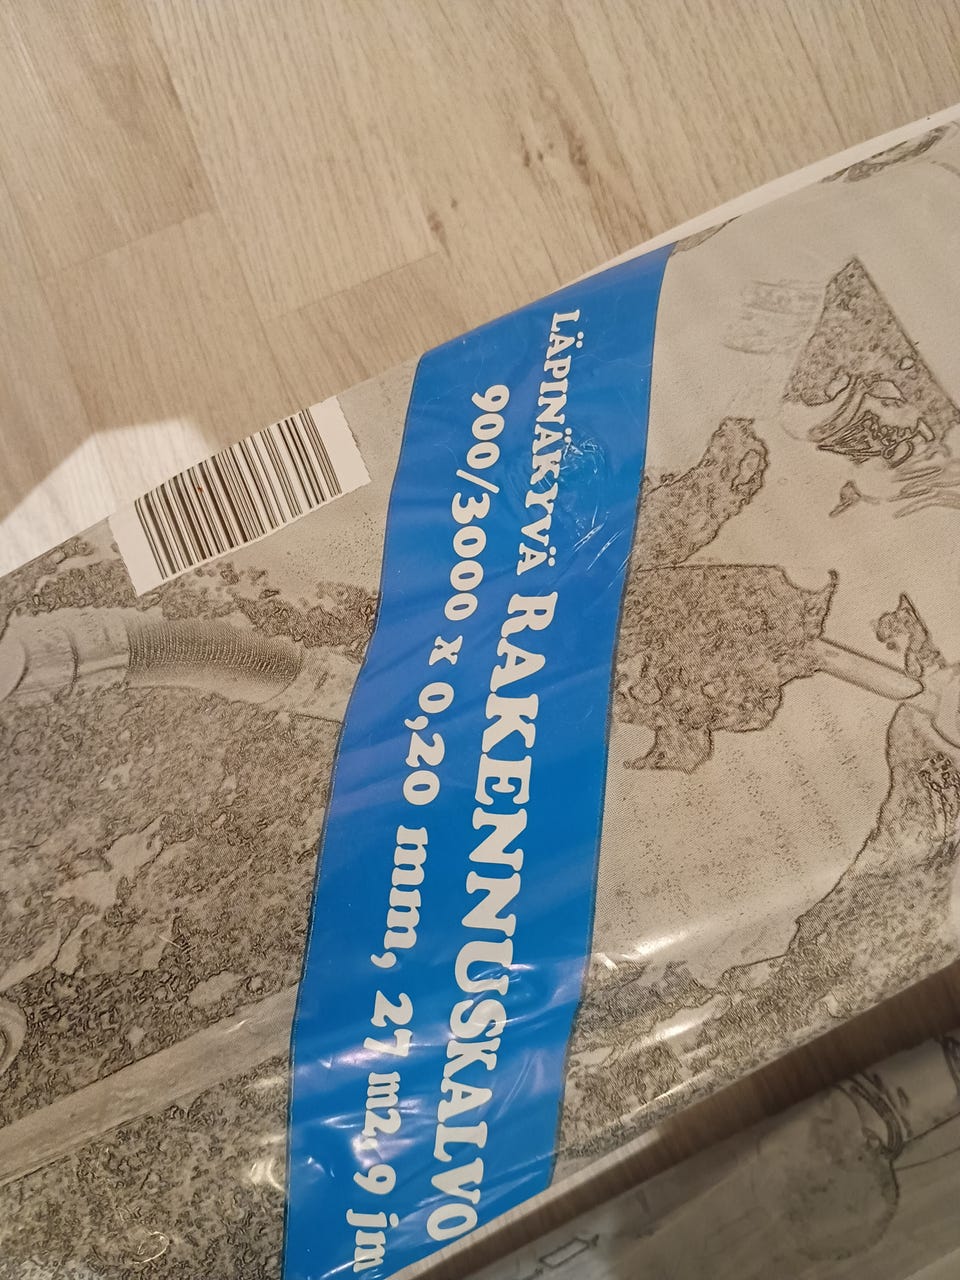 LÄPINÄKYVÄ RAKENNUSKALVO
900/3000 x 0,20 mm, 27 m2, 9 jm